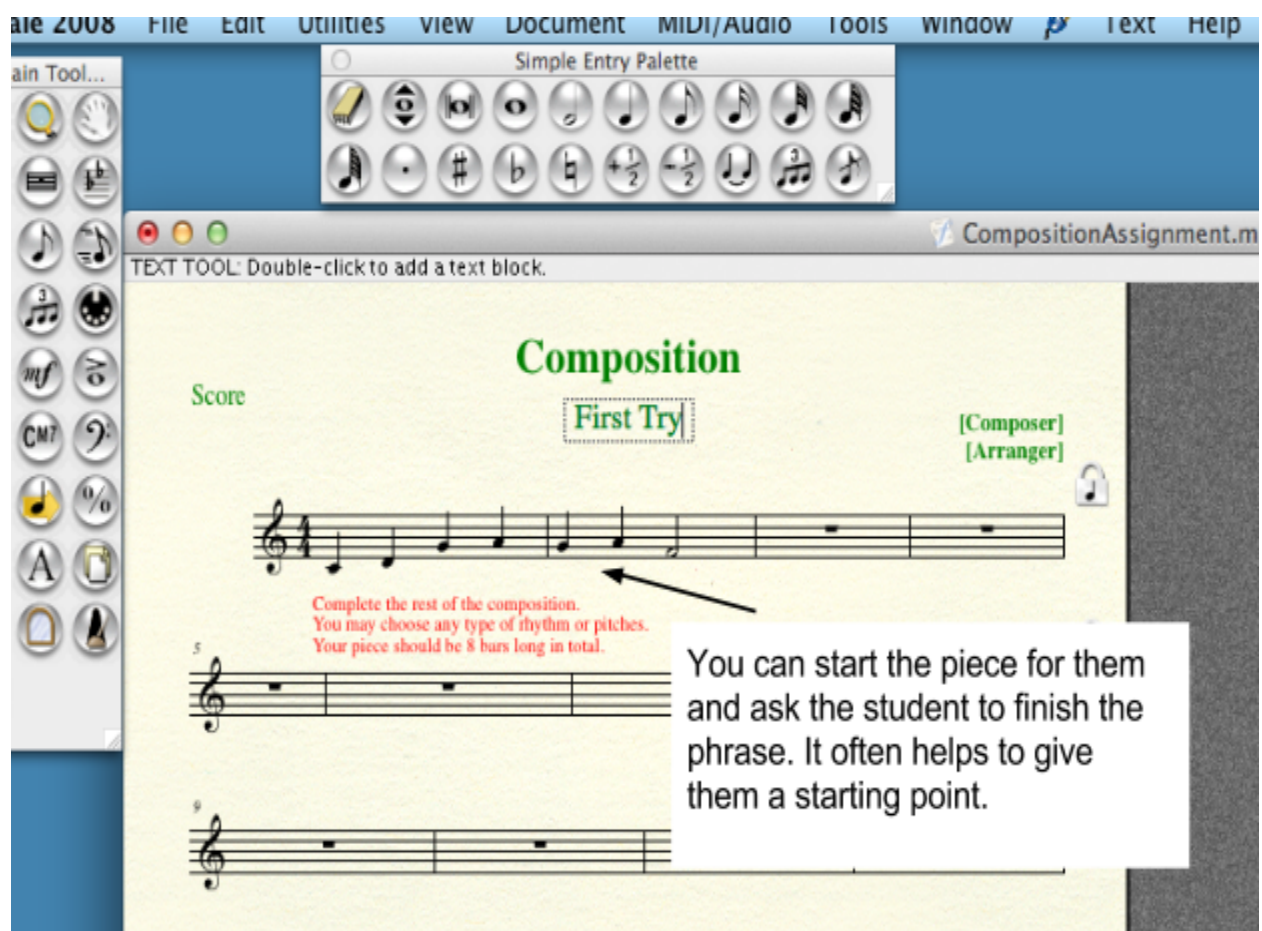 ale 2008 File Edit Utilities View Document MIDI/Audio Tools Window Text Help
ain Tool...
Simple Entry Palette
TEXT TOOL: Double-click to add a text block.
CompositionAssignment.m
Composition
First Try
Score
[Composer]
[Arranger]
Complete the rest of the composition.
You may choose any type of rhythm or pitches.
Your piece should be 8 bars long in total.
You can start the piece for them
and ask the student to finish the
phrase. It often helps to give
them a starting point.
5
9
mf
CM7